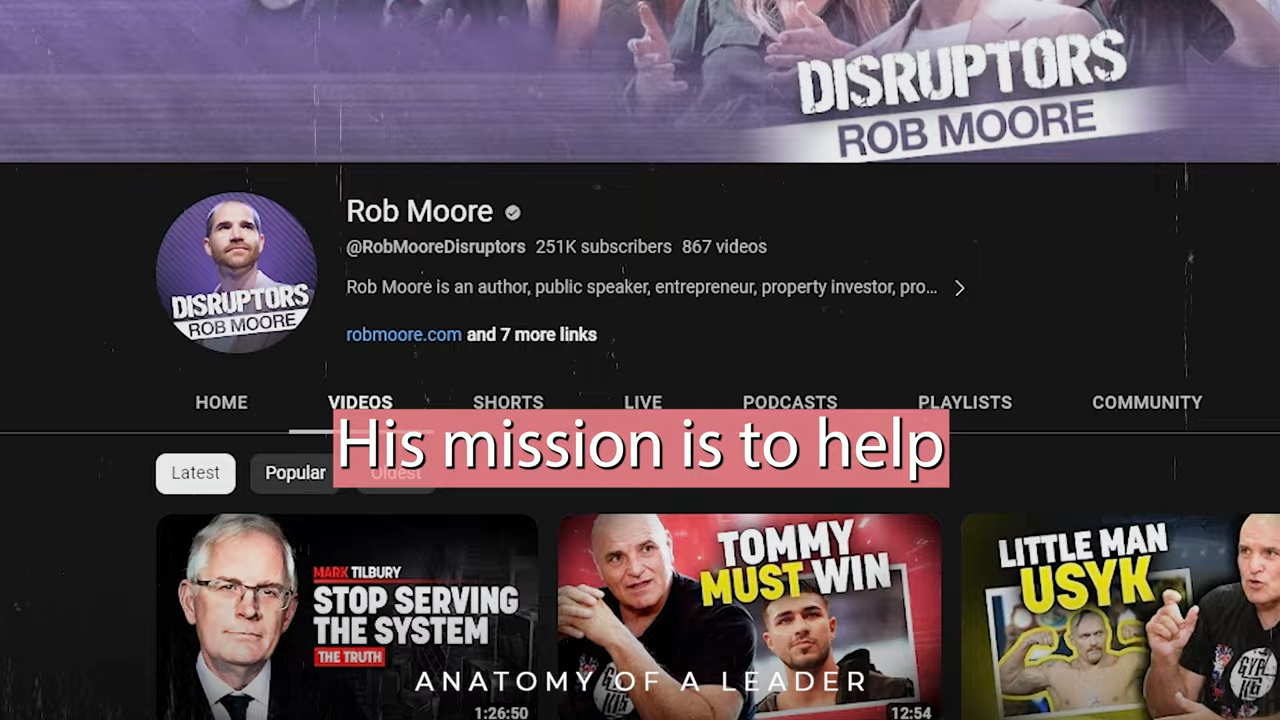 DISRUPTORS
ROB MOORE
Rob Moore
@RobMooreDisruptors 251K subscribers 867 videos
Rob Moore is an author, public speaker, entrepreneur, property investor, pro...
robmoore.com and 7 more links
DISRUPTORS
ROB MOORE
HOME VIDEOS SHORTS LIVE PODCASTS PLAYLISTS COMMUNITY
His mission is to help
Latest Popular Oldest
MARK TILBURY
STOP SERVING
THE SYSTEM
THE TRUTH
1:26:50
TOMMY
MUST WIN
12:54
LITTLE MAN
USYK
ANATOMY OF A LEADER